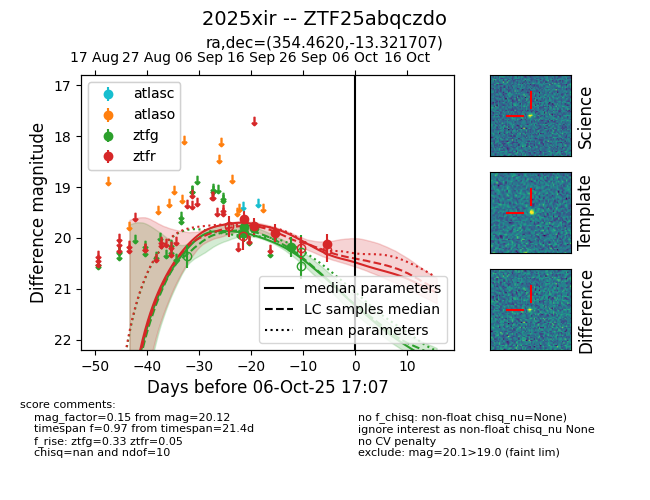 2025xir -- ZTF25abqczdo
ra,dec=(354.4620,-13.321707)
17 Aug 27 Aug 06 Sep 16 Sep 26 Sep 06 Oct 16 Oct
17
18
19
20
21
22
Difference magnitude
atlasc
atlaso
ztfg
ztfr
median parameters
LC samples median
mean parameters
−50 −40 −30 −20 −10 0 10
Days before 06-Oct-25 17:07
Science
Template
Difference
score comments:
mag_factor=0.15 from mag=20.12
timespan f=0.97 from timespan=21.4d
f_rise: ztfg=0.33 ztfr=0.05
chisq=nan and ndof=10
no f_chisq: non-float chisq_nu=None)
ignore interest as non-float chisq_nu None
no CV penalty
exclude: mag=20.1>19.0 (faint lim)